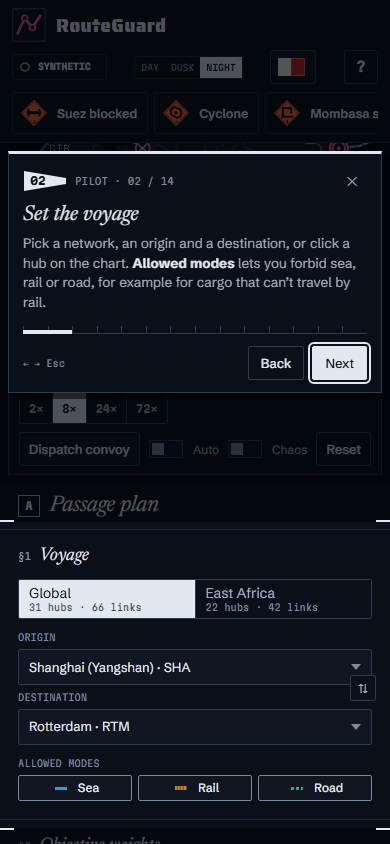 RouteGuard
SYNTHETIC
DAY DUSK NIGHT
?
Suez blocked
Cyclone
Mombasa s
GIB
02 PILOT · 02 / 14
Set the voyage
Pick a network, an origin and a destination, or click a
hub on the chart. Allowed modes lets you forbid sea,
rail or road, for example for cargo that can’t travel by
rail.
← → Esc
Back
Next
2× 8× 24× 72×
Dispatch convoy
Auto
Chaos
Reset
A Passage plan
§1 Voyage
Global
31 hubs · 66 links
East Africa
22 hubs · 42 links
ORIGIN
Shanghai (Yangshan) · SHA
DESTINATION
Rotterdam · RTM
ALLOWED MODES
Sea
Rail
Road
Objective weights